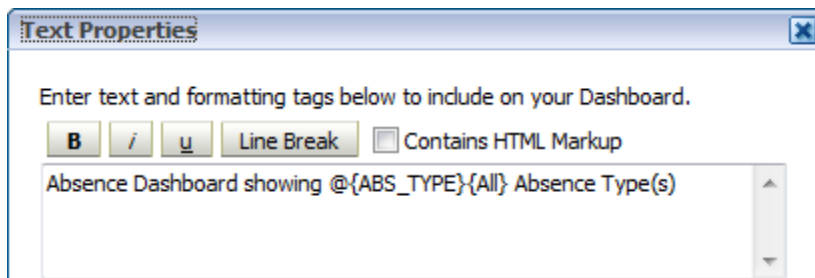 Text Properties
Enter text and formatting tags below to include on your Dashboard.
B i u Line Break Contains HTML Markup
Absence Dashboard showing @{ABS_TYPE}{All} Absence Type(s)